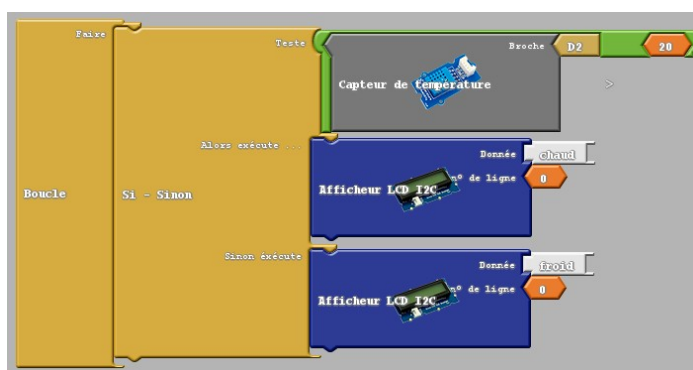 Faire
Teste
Broche D2 20
Capteur de température >
Alors exécute ...
Donnée chaud
Boucle Si - Sinon Afficheur LCD I2C n° de ligne 0
Sinon éxécute
Donnée froid
Afficheur LCD I2C n° de ligne 0